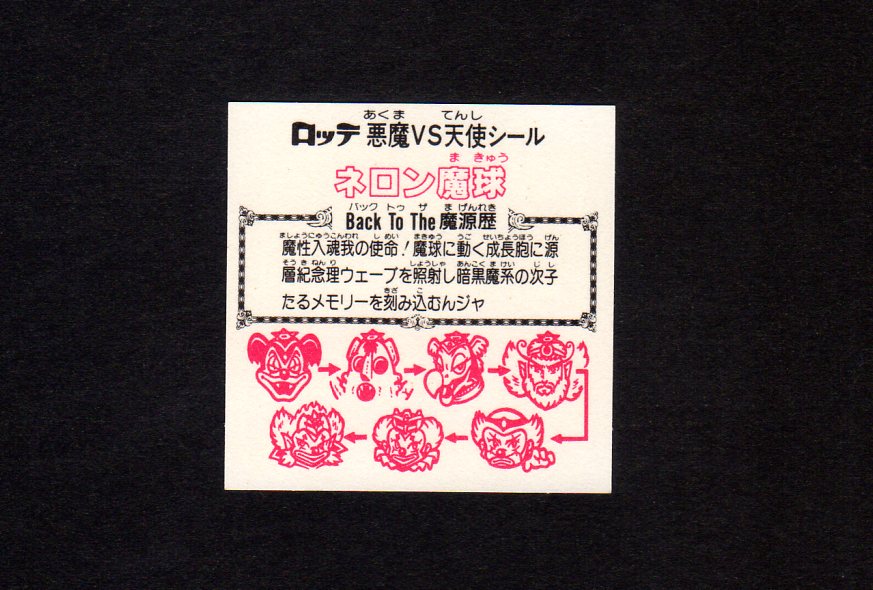 あくま てんし
ロッテ 悪魔VS天使シール
ま きゅう
ネロン魔球
バック トゥ ザ ま げんれき
Back To The 魔源歴
ましょうにゅうこんわれ しめい まきゅう うご せいちょうほう げん
魔性入魂我の使命!魔球に動く成長胞に源
そう き ねん り しょうしゃ あんこく ま けい じ し
層紀念理ウェーブを照射し暗黒魔系の次子
きざ こ
たるメモリーを刻み込むんジャ